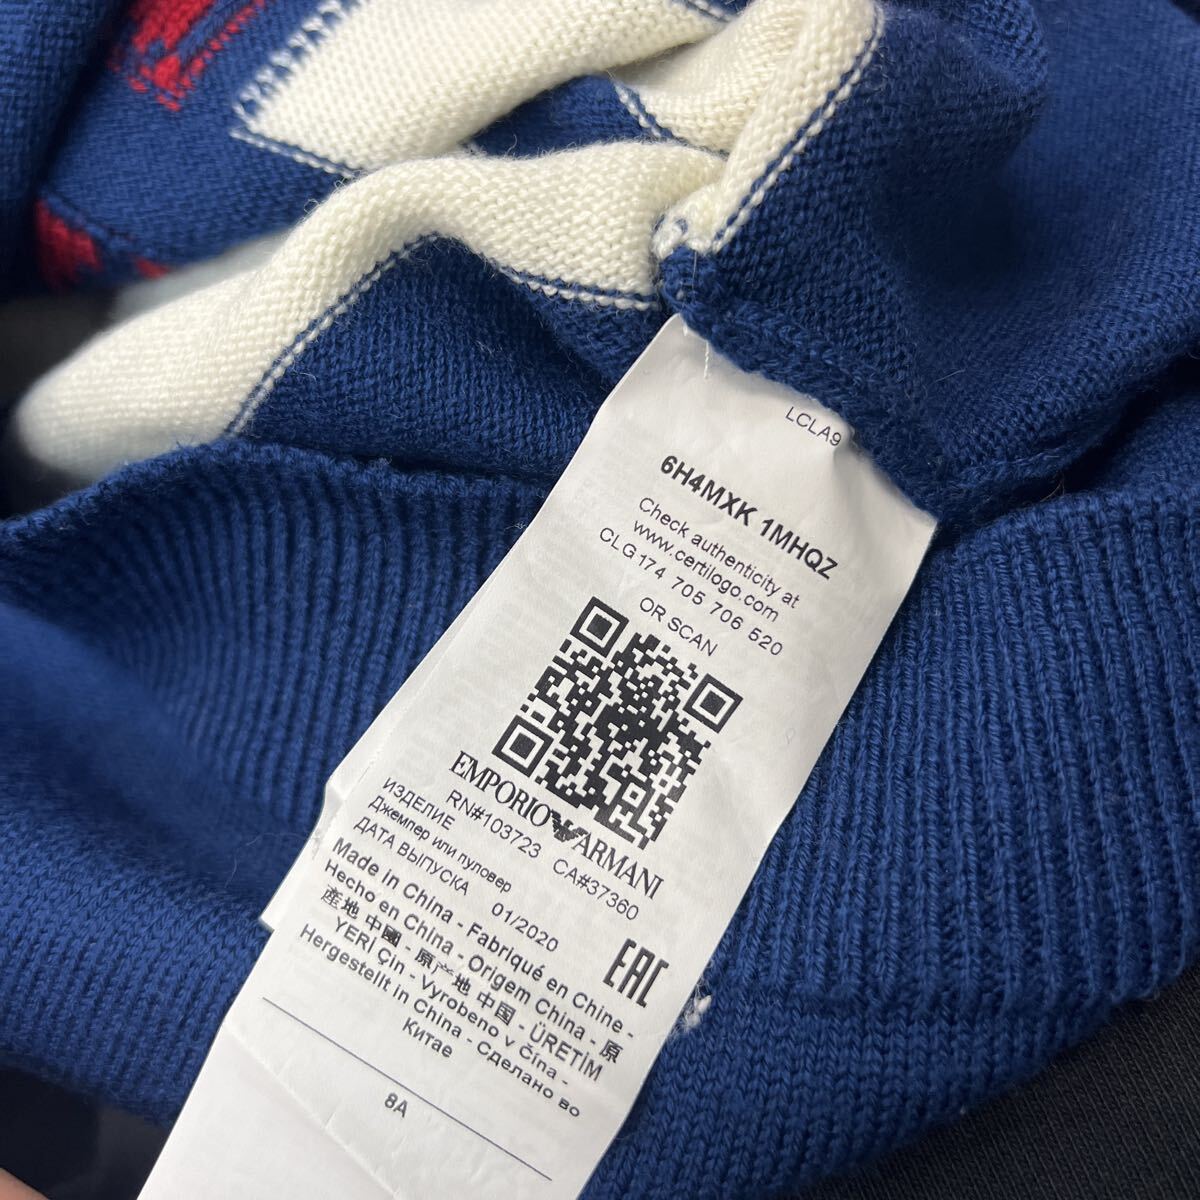 LCLA9
6H4MXK 1MHQZ
Check authenticity at
www.certilogo.com
CLG 174 705 706 520
OR SCAN
EMPORIO ARMANI
RN#103723 CA#37360
ИЗДЕЛИЕ
Джемпер или пуловер
ДАТА ВЫПУСКА 01/2020
Made in China - Fabriqué en Chine -
Hecho en China - Origem China - 原
産地 中國 - 原产地 中国 - ÜRETİM
YERİ Çin - Vyrobeno v Čína -
Hergestellt in China - Сделано во
Китае
EAC
8A